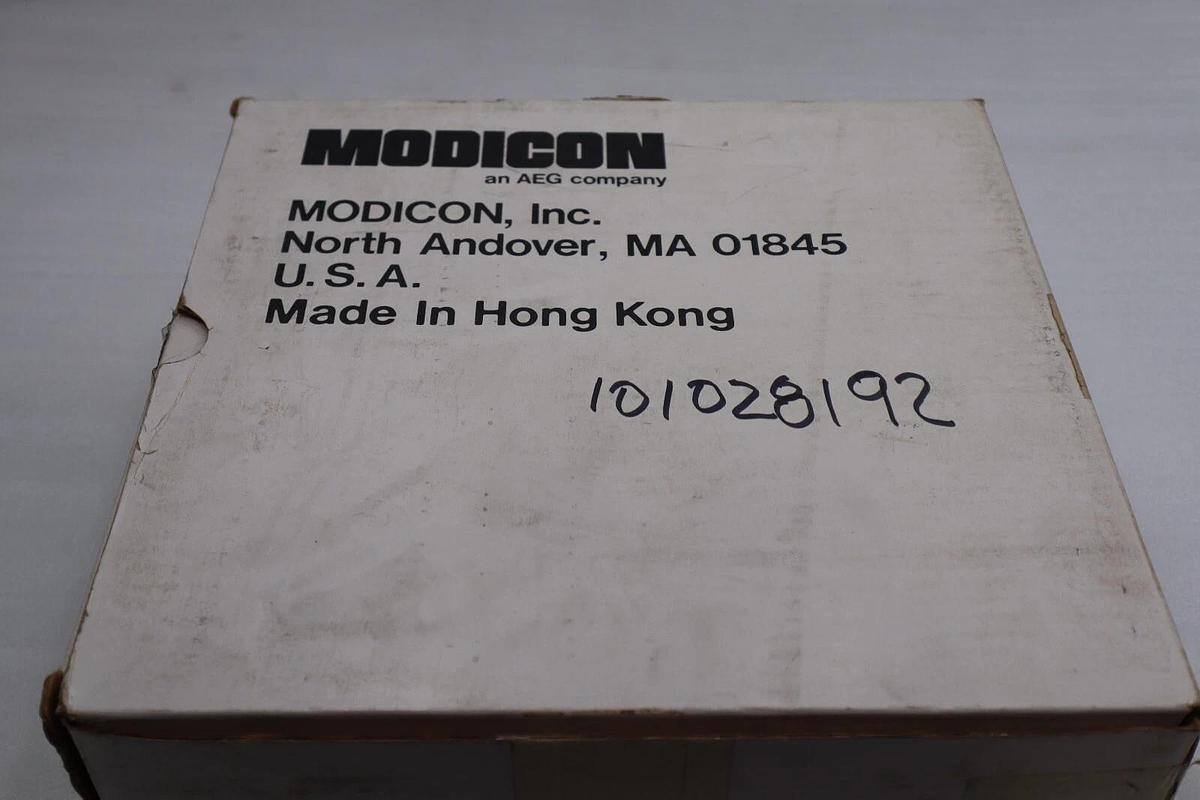 MODICON
an AEG company
MODICON, Inc.
North Andover, MA 01845
U.S.A.
Made In Hong Kong
101028192